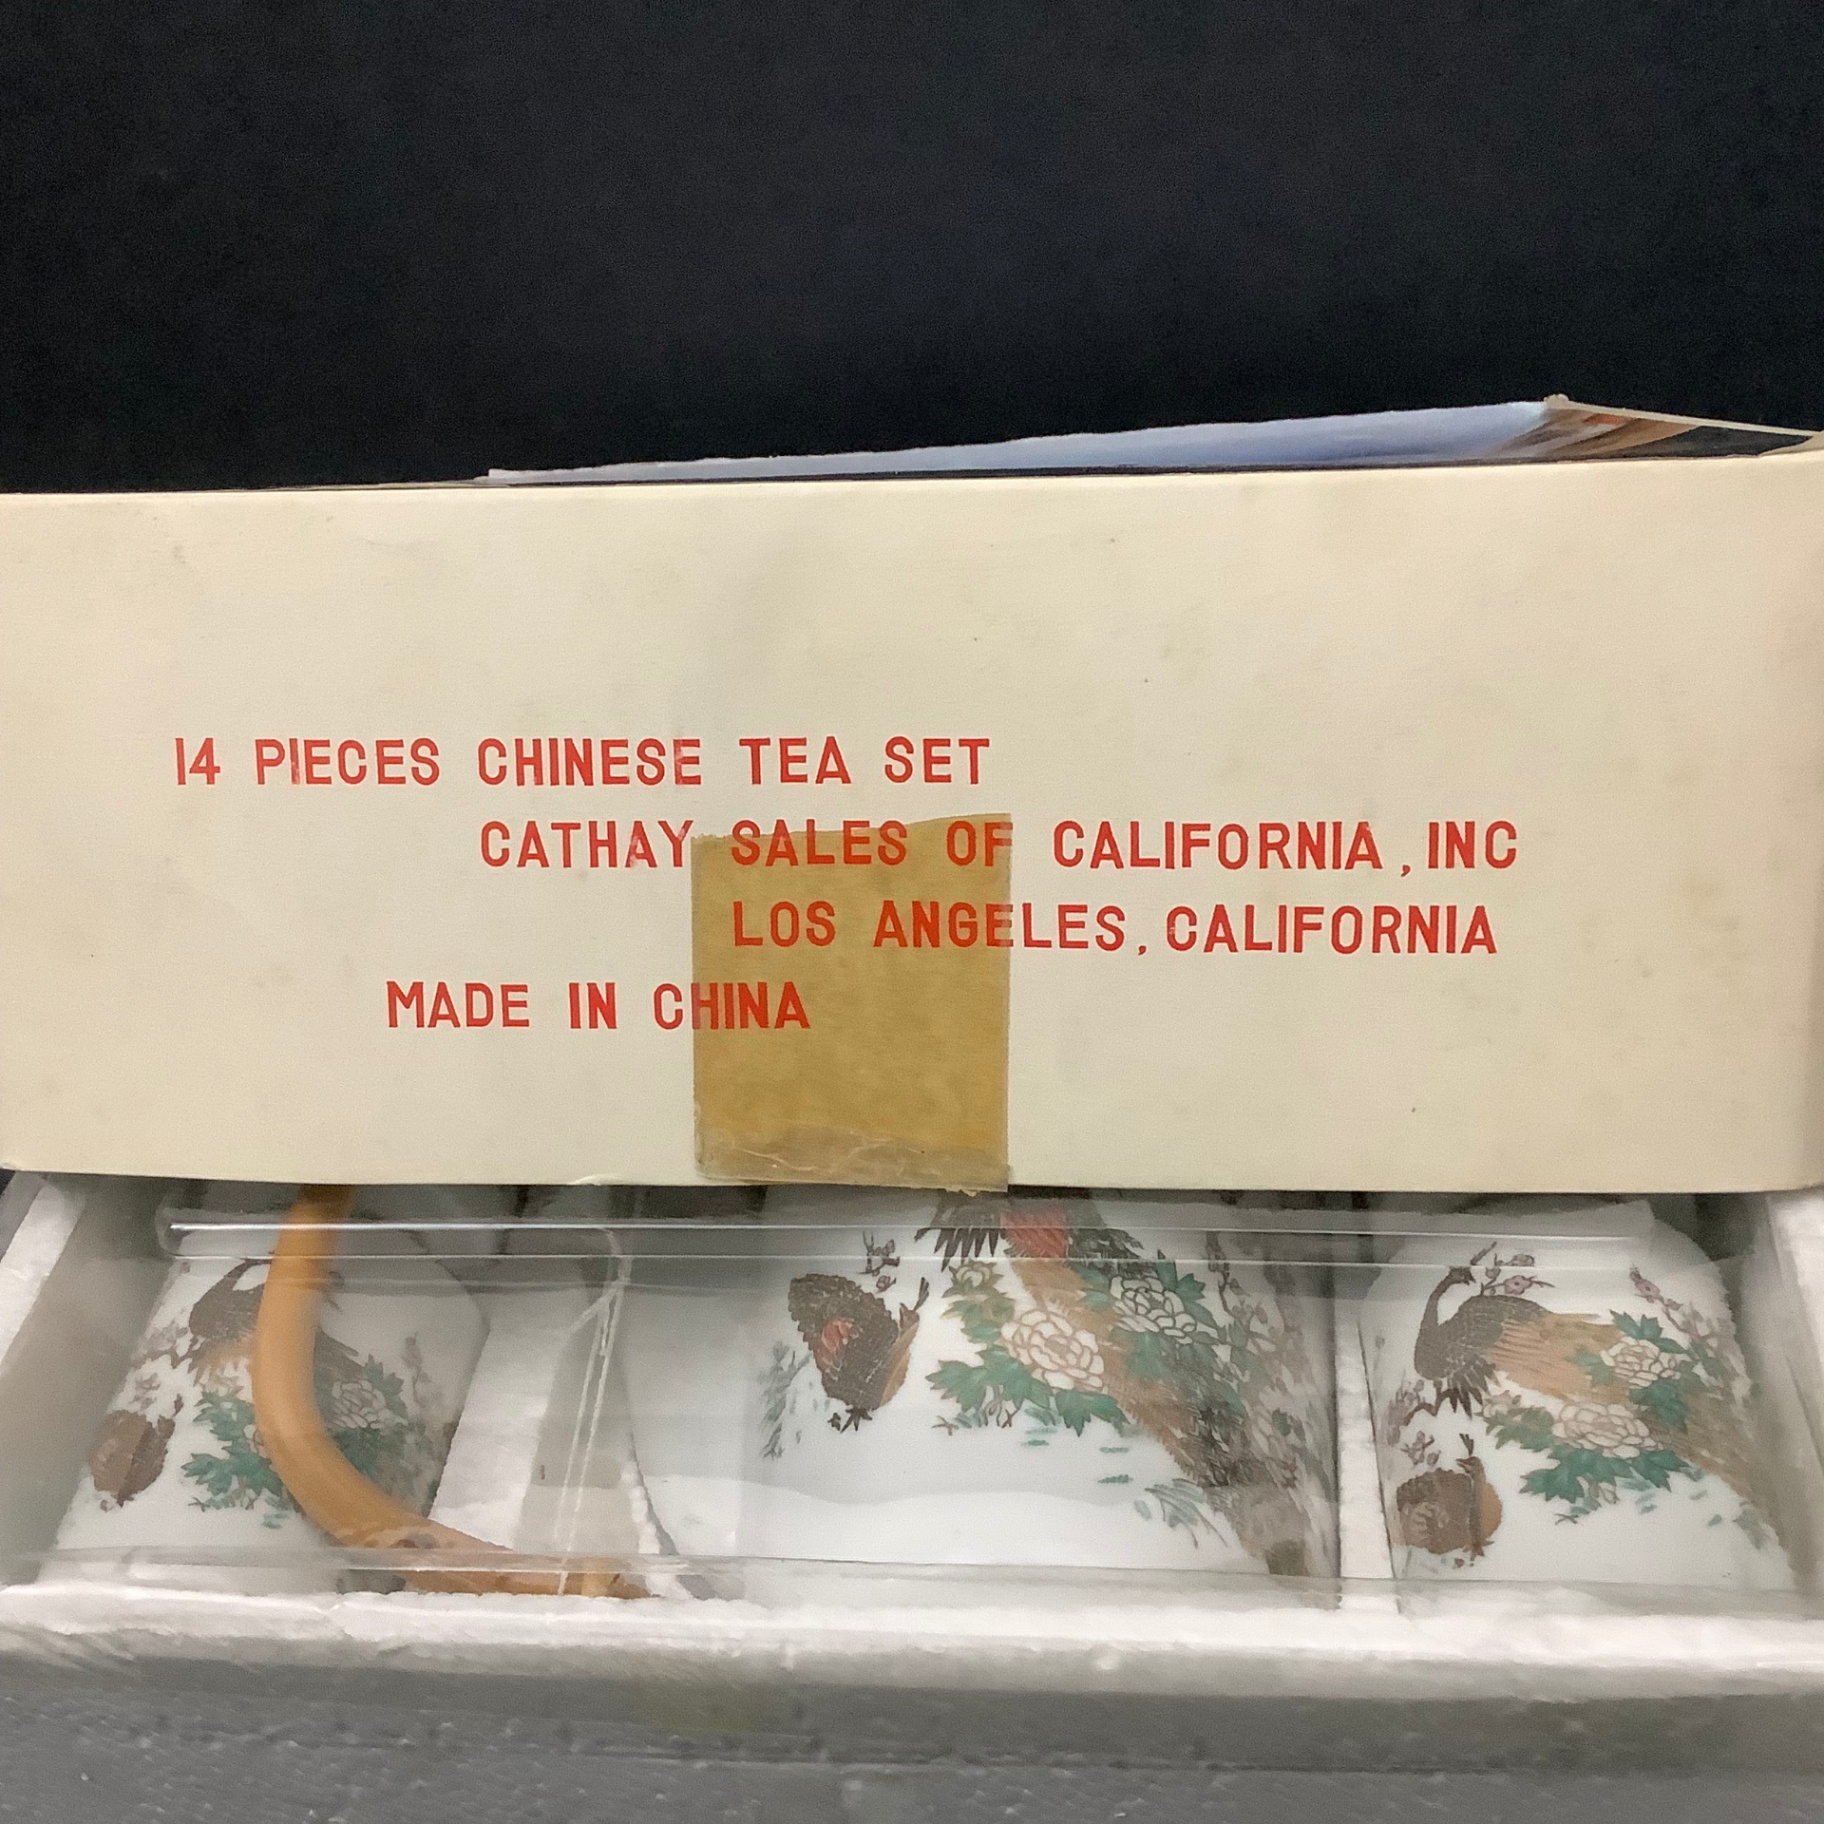 14 PIECES CHINESE TEA SET
CATHAY SALES OF CALIFORNIA, INC
LOS ANGELES, CALIFORNIA
MADE IN CHINA